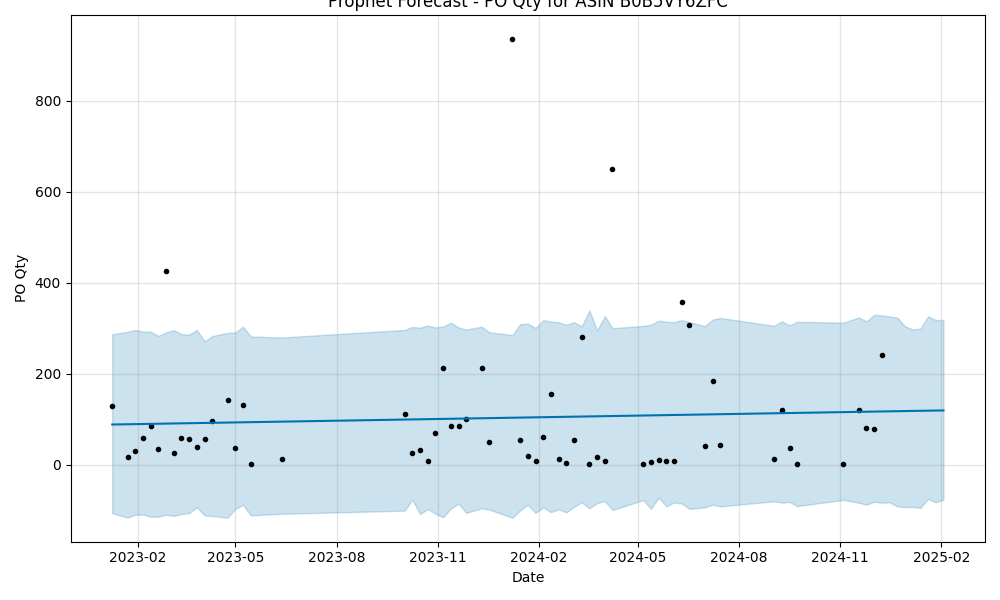 Prophet Forecast - PO Qty for ASIN B0B5VY6ZFC
800
600
400
200
0
PO Qty
2023-02 2023-05 2023-08 2023-11 2024-02 2024-05 2024-08 2024-11 2025-02
Date